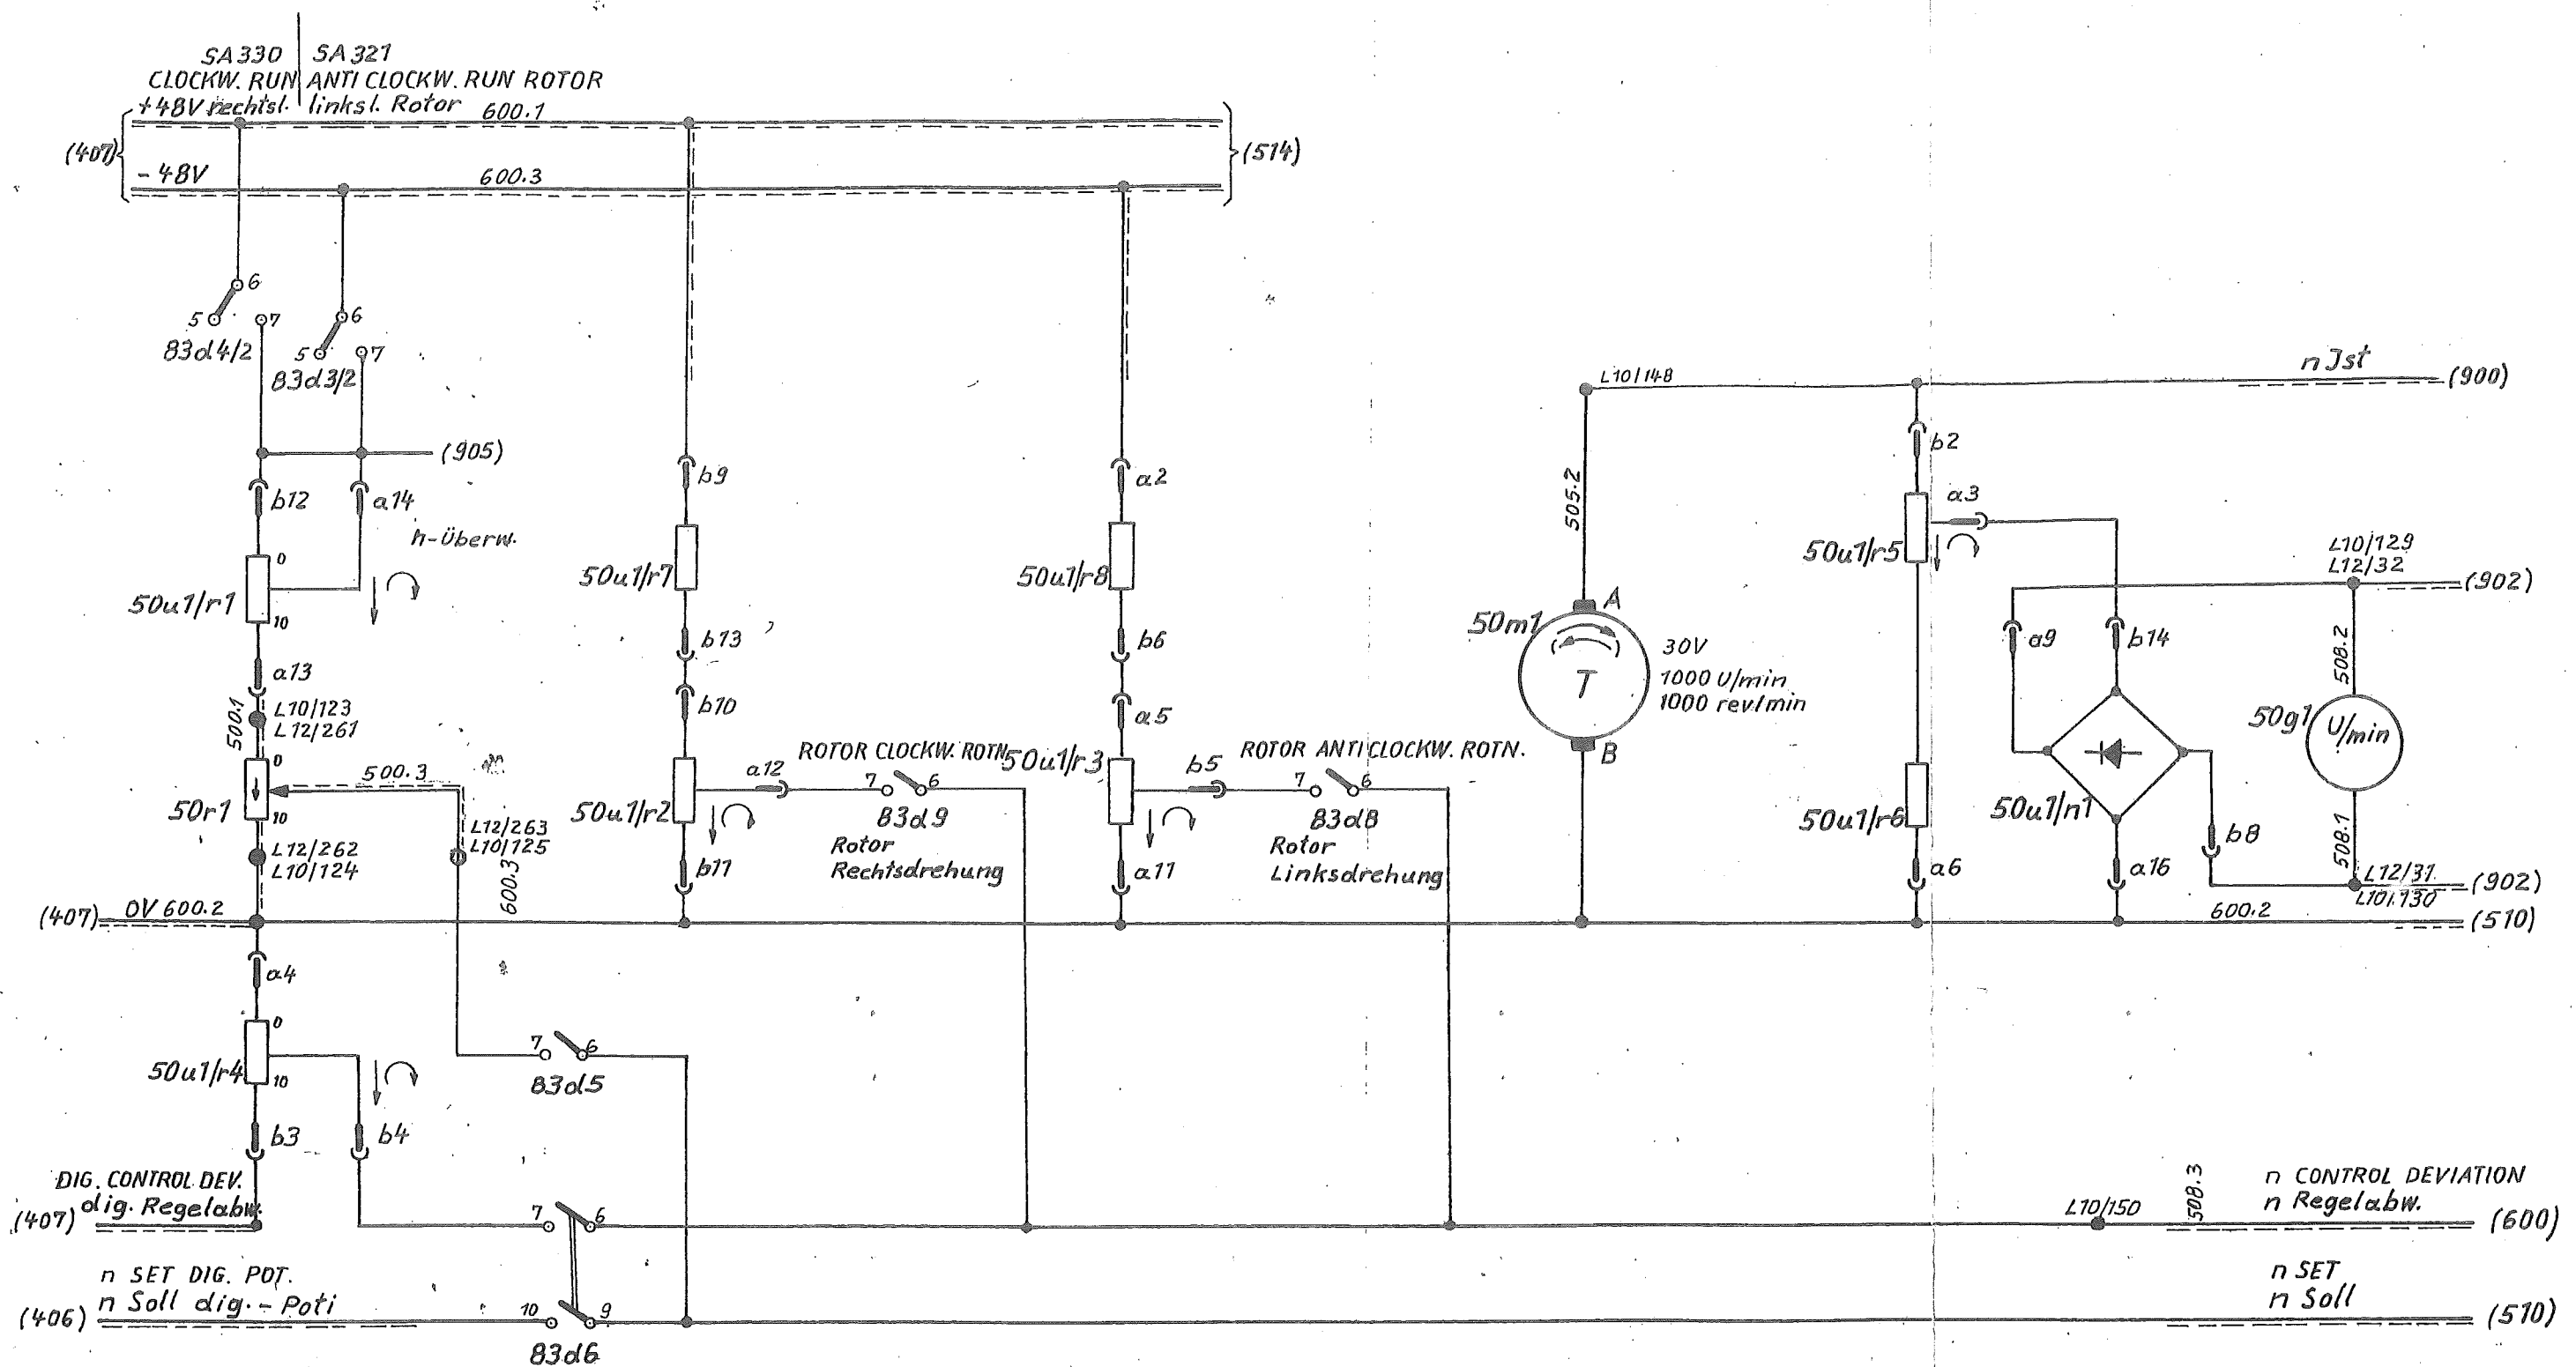 SA330 SA321
CLOCKW. RUN ANTI CLOCKW. RUN ROTOR
+48V rechtsl. linksl. Rotor 600.1
(407) (514)
-48V 600.3
6
5 7
83d4/2
6
5 7
83d3/2
(905)
b12 a14
n-Überw.
0
50u1/r1
10
a13
500.1
L10/123
L12/261
0
50r1
10
500.3
L12/262
L10/124
L12/263
L10/125
600.3
b9
50u1/r7
b13
b10
50u1/r2
a12
b11
ROTOR CLOCKW. ROTN.
7 6
83d9
Rotor
Rechtsdrehung
a2
50u1/r8
b6
a5
50u1/r3
b5
a11
ROTOR ANTI CLOCKW. ROTN.
7 6
83d8
Rotor
Linksdrehung
L10/148
n Jst
(900)
505.2
A
50m1
T
B
30V
1000 U/min
1000 rev/min
b2
a3
50u1/r5
50u1/r6
a6
L10/129
L12/32
(902)
a9 b14
508.2
50g1
U/min
50u1/n1
b8
508.1
a16
L12/31
(902)
L10/130
(407) 0V 600.2
600.2
(510)
a4
0
50u1/r4
10
b3 b4
7 6
83d5
DIG. CONTROL DEV.
dig. Regelabw.
(407)
7 6
L10/150
508.3
n CONTROL DEVIATION
n Regelabw.
(600)
n SET DIG. POT.
n Soll dig.-Poti
(406)
10 9
83d6
n SET
n Soll
(510)